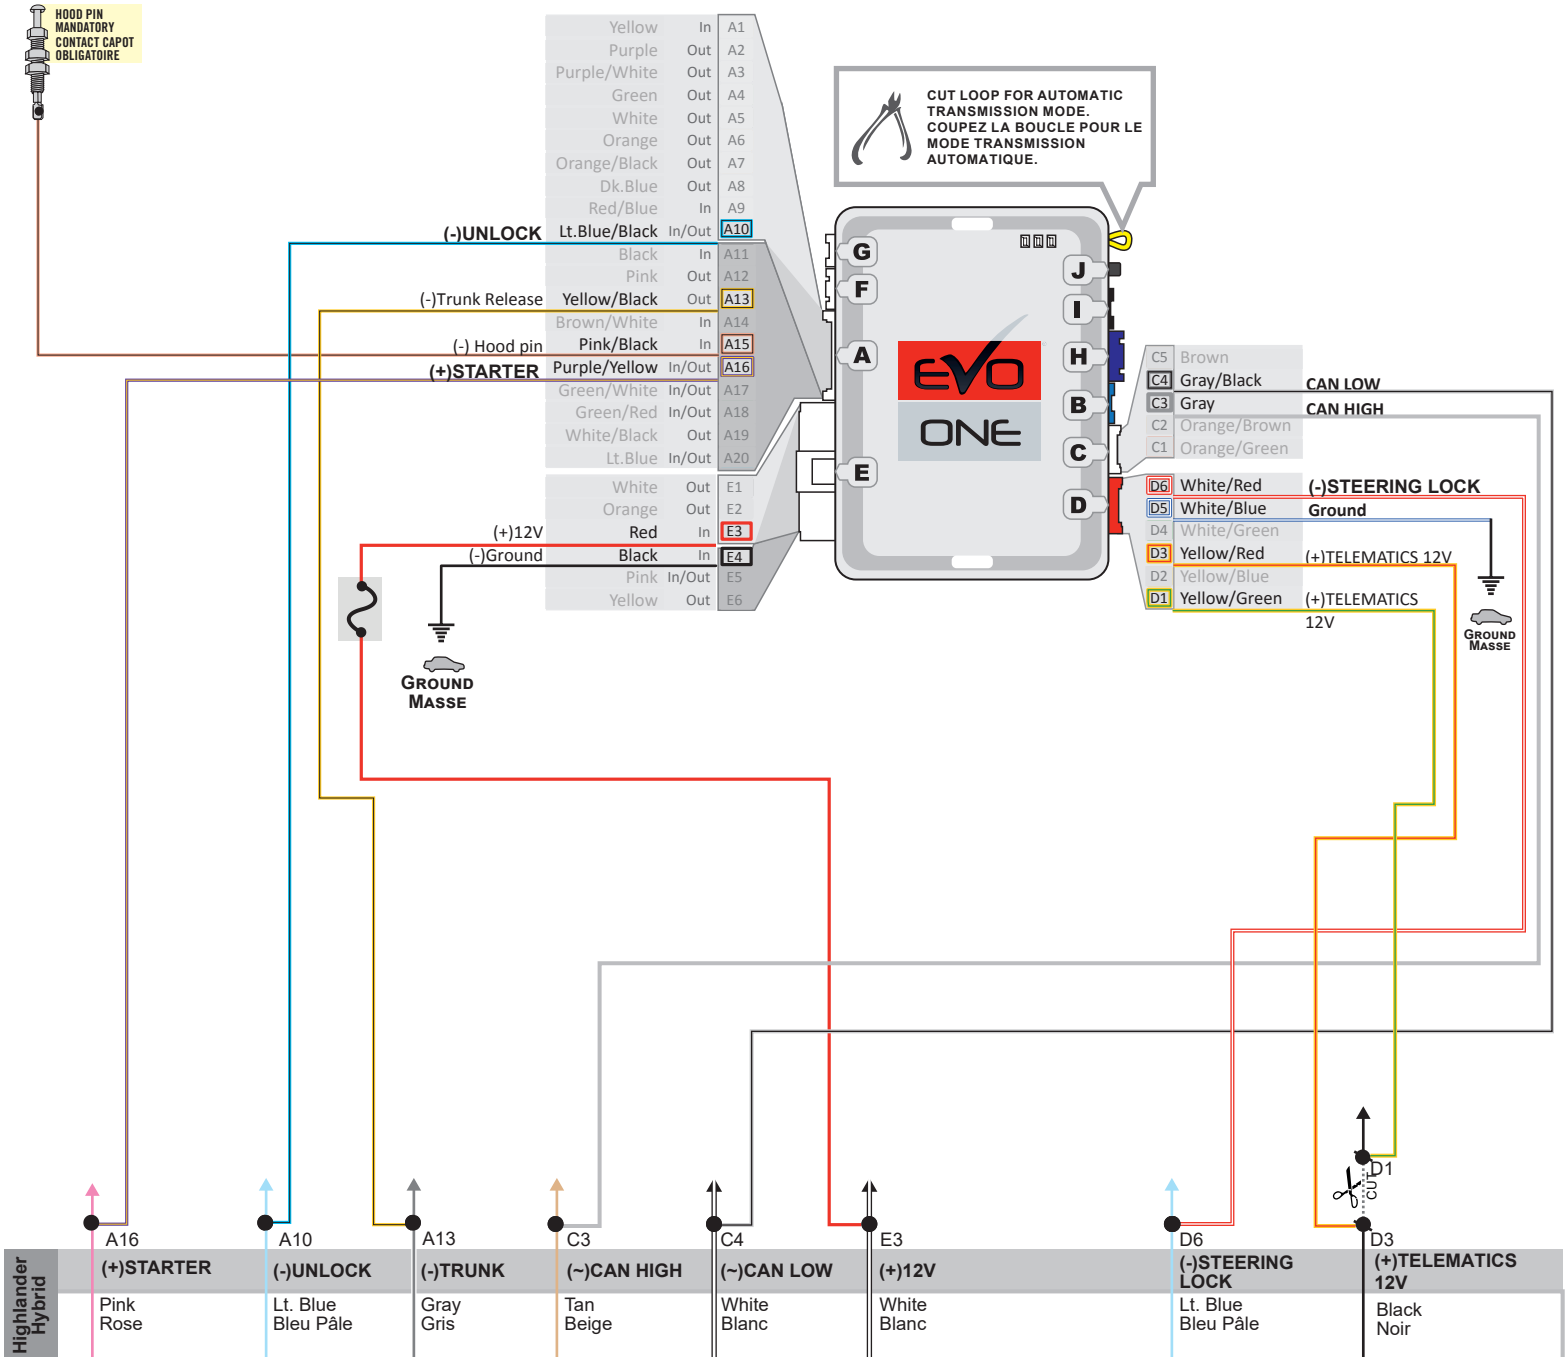 HOOD PIN
MANDATORY
CONTACT CAPOT
OBLIGATOIRE
Yellow In A1
Purple Out A2
Purple/White Out A3
Green Out A4
White Out A5
Orange Out A6
Orange/Black Out A7
Dk.Blue Out A8
Red/Blue In A9
(-)UNLOCK Lt.Blue/Black In/Out A10
Black In A11
Pink Out A12
(-)Trunk Release Yellow/Black Out A13
Brown/White In A14
(-) Hood pin Pink/Black In A15
(+)STARTER Purple/Yellow In/Out A16
Green/White In/Out A17
Green/Red In/Out A18
White/Black Out A19
Lt.Blue In/Out A20
White Out E1
Orange Out E2
(+)12V Red In E3
(-)Ground Black In E4
Pink In/Out E5
Yellow Out E6
GROUND
MASSE
CUT LOOP FOR AUTOMATIC
TRANSMISSION MODE.
COUPEZ LA BOUCLE POUR LE
MODE TRANSMISSION
AUTOMATIQUE.
G
F
A
E
J
I
H
B
C
D
EVO
ONE
C5 Brown
C4 Gray/Black CAN LOW
C3 Gray CAN HIGH
C2 Orange/Brown
C1 Orange/Green
D6 White/Red (-)STEERING LOCK
D5 White/Blue Ground
D4 White/Green
D3 Yellow/Red (+)TELEMATICS 12V
D2 Yellow/Blue
D1 Yellow/Green (+)TELEMATICS
12V
GROUND
MASSE
D1
CUT
A16 A10 A13 C3 C4 E3 D6 D3
Highlander
Hybrid
(+)STARTER (-)UNLOCK (-)TRUNK (~)CAN HIGH (~)CAN LOW (+)12V (-)STEERING
LOCK (+)TELEMATICS
12V
Pink Lt. Blue Gray Tan White White Lt. Blue Black
Rose Bleu Pâle Gris Beige Blanc Blanc Bleu Pâle Noir